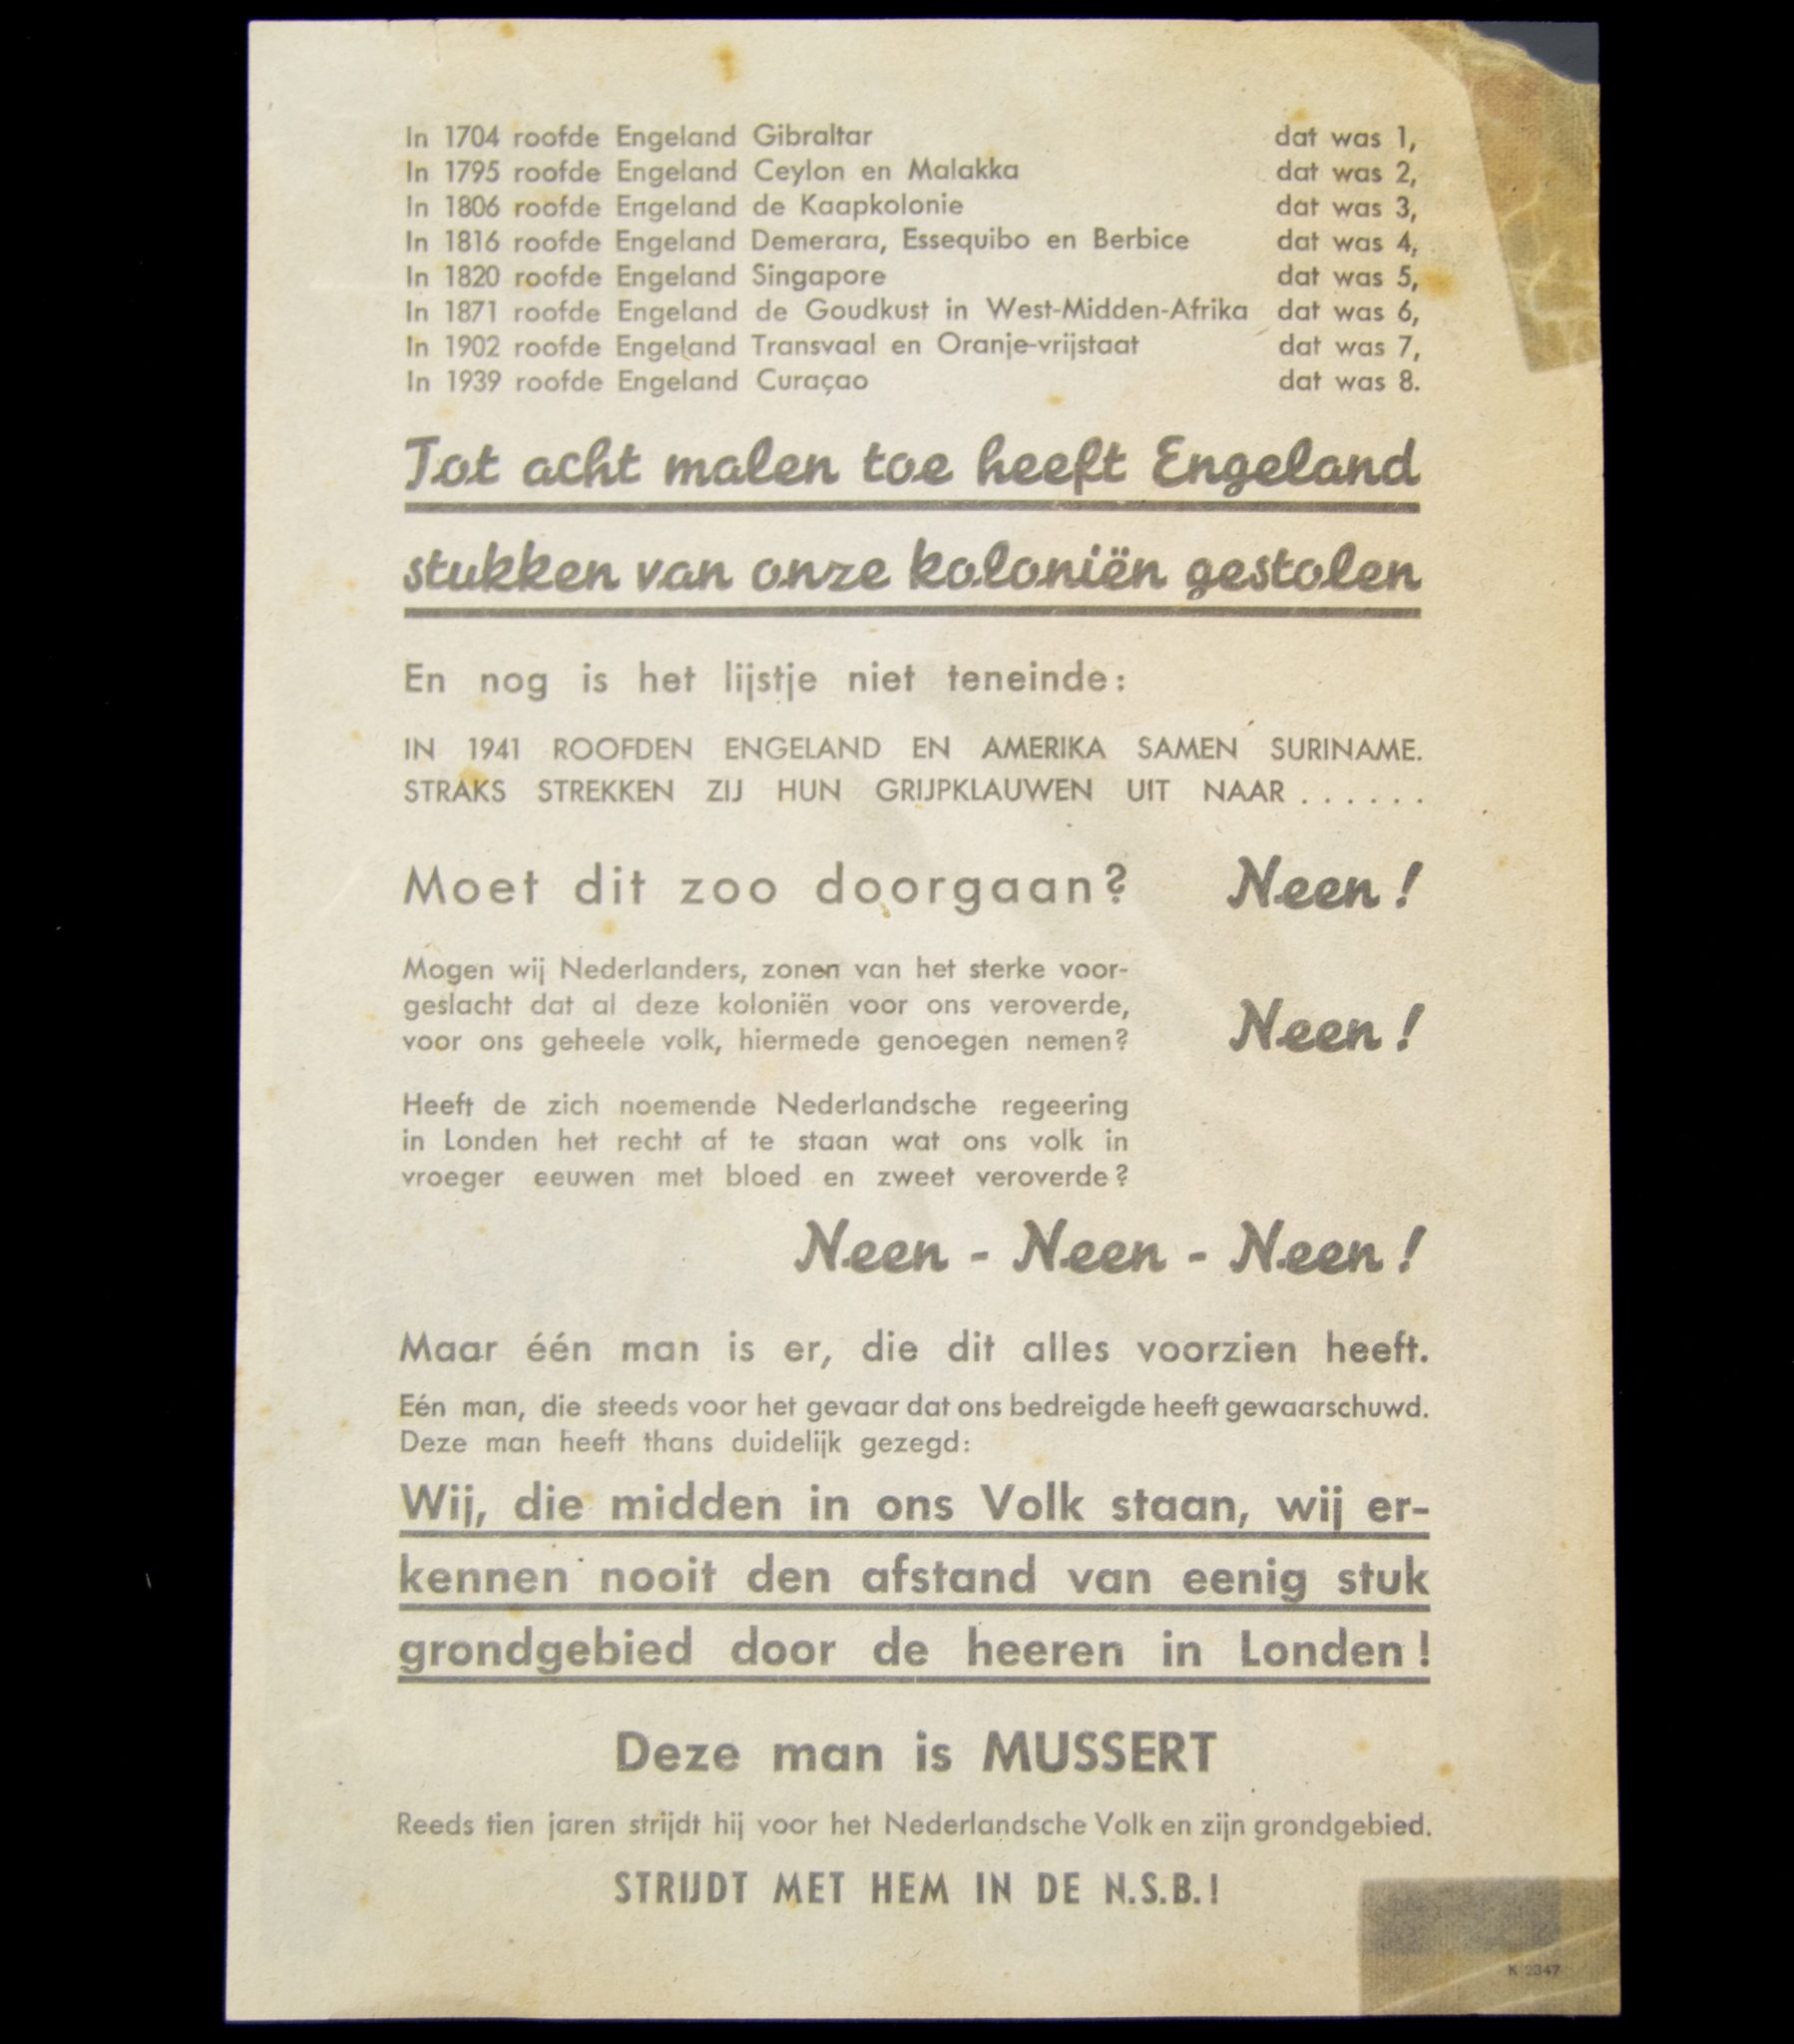 In 1704 roofde Engeland Gibraltar dat was 1,
In 1795 roofde Engeland Ceylon en Malakka dat was 2,
In 1806 roofde Engeland de Kaapkolonie dat was 3,
In 1816 roofde Engeland Demerara, Essequibo en Berbice dat was 4,
In 1820 roofde Engeland Singapore dat was 5,
In 1871 roofde Engeland de Goudkust in West-Midden-Afrika dat was 6,
In 1902 roofde Engeland Transvaal en Oranje-vrijstaat dat was 7,
In 1939 roofde Engeland Curaçao dat was 8.
Tot acht malen toe heeft Engeland
stukken van onze koloniën gestolen
En nog is het lijstje niet teneinde:
IN 1941 ROOFDEN ENGELAND EN AMERIKA SAMEN SURINAME.
STRAKS STREKKEN ZIJ HUN GRIJPKLAUWEN UIT NAAR ......
Moet dit zoo doorgaan? Neen!
Mogen wij Nederlanders, zonen van het sterke voor-
geslacht dat al deze koloniën voor ons veroverde,
voor ons geheele volk, hiermede genoegen nemen? Neen!
Heeft de zich noemende Nederlandsche regeering
in Londen het recht af te staan wat ons volk in
vroeger eeuwen met bloed en zweet veroverde?
Neen - Neen - Neen!
Maar één man is er, die dit alles voorzien heeft.
Eén man, die steeds voor het gevaar dat ons bedreigde heeft gewaarschuwd.
Deze man heeft thans duidelijk gezegd:
Wij, die midden in ons Volk staan, wij er-
kennen nooit den afstand van eenig stuk
grondgebied door de heeren in Londen!
Deze man is MUSSERT
Reeds tien jaren strijdt hij voor het Nederlandsche Volk en zijn grondgebied.
STRIJDT MET HEM IN DE N.S.B.!
K 2347